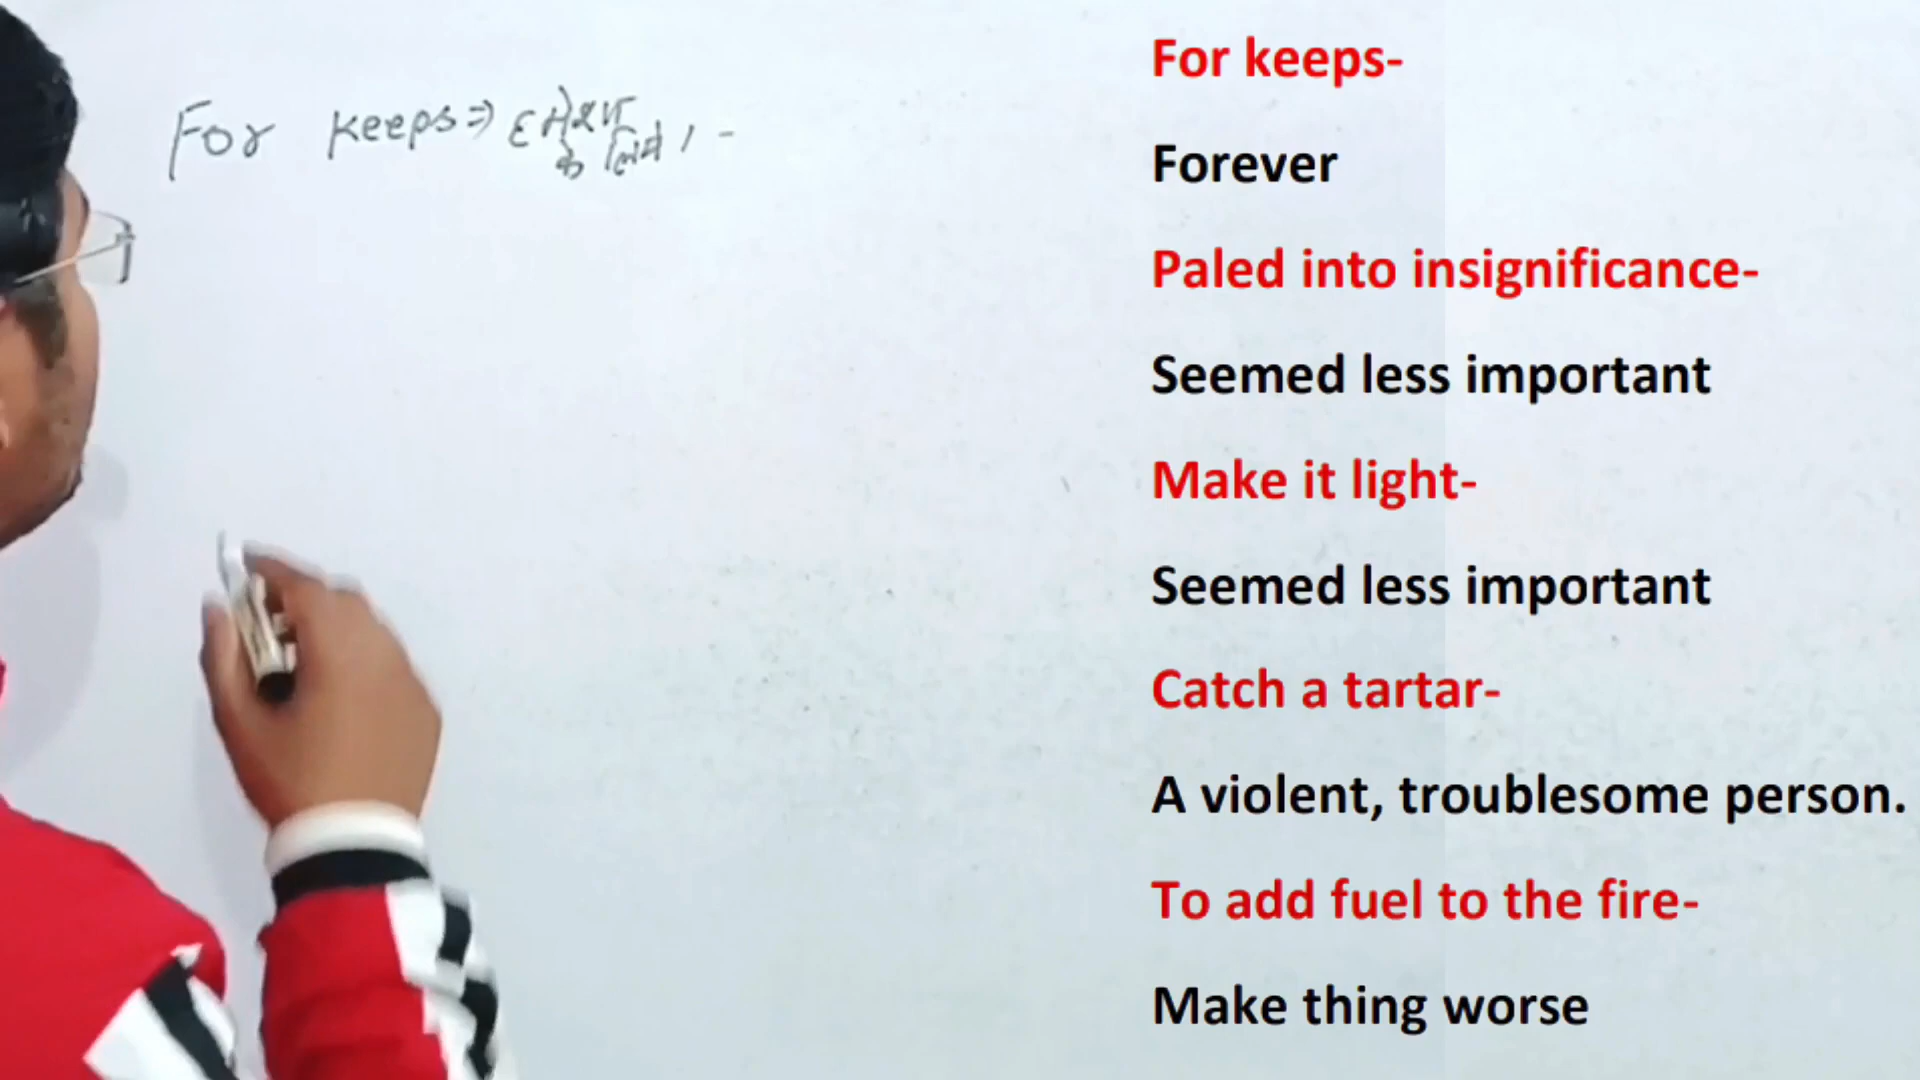 For keeps⇒ हमेशा
के लिए, -
For keeps-
Forever
Paled into insignificance-
Seemed less important
Make it light-
Seemed less important
Catch a tartar-
A violent, troublesome person.
To add fuel to the fire-
Make thing worse